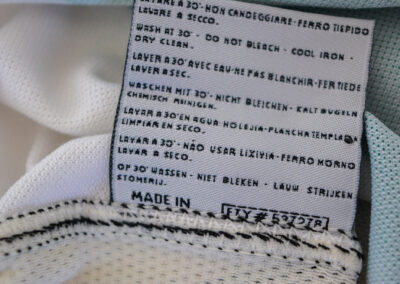 LAVARE A 30°-NON CANDEGGIARE-FERRO TIEPIDO
LAVARE A SECCO.
WASH AT 30° - DO NOT BLEACH - COOL IRON -
DRY CLEAN.
LAVER A 30° AVEC EAU-NE PAS BLANCHIR-FER TIEDE
LAVER A SEC.
WASCHEN MIT 30°-NICHT BLEICHEN-KALT BUGELN
CHEMISCH REINIGEN.
LAVAR A 30° EN AGUA-HOLEJIA-PLANCHA TEMPLADA
LIMPIAR EN SECO.
LAVAR A 30°-NÃO USAR LIXIVIA-FERRO MORNO
LAVAR A SECO.
OP 30° WASSEN - NIET BLEKEN - LAUW STRIJKEN
STOMERIJ.
MADE IN FTY#